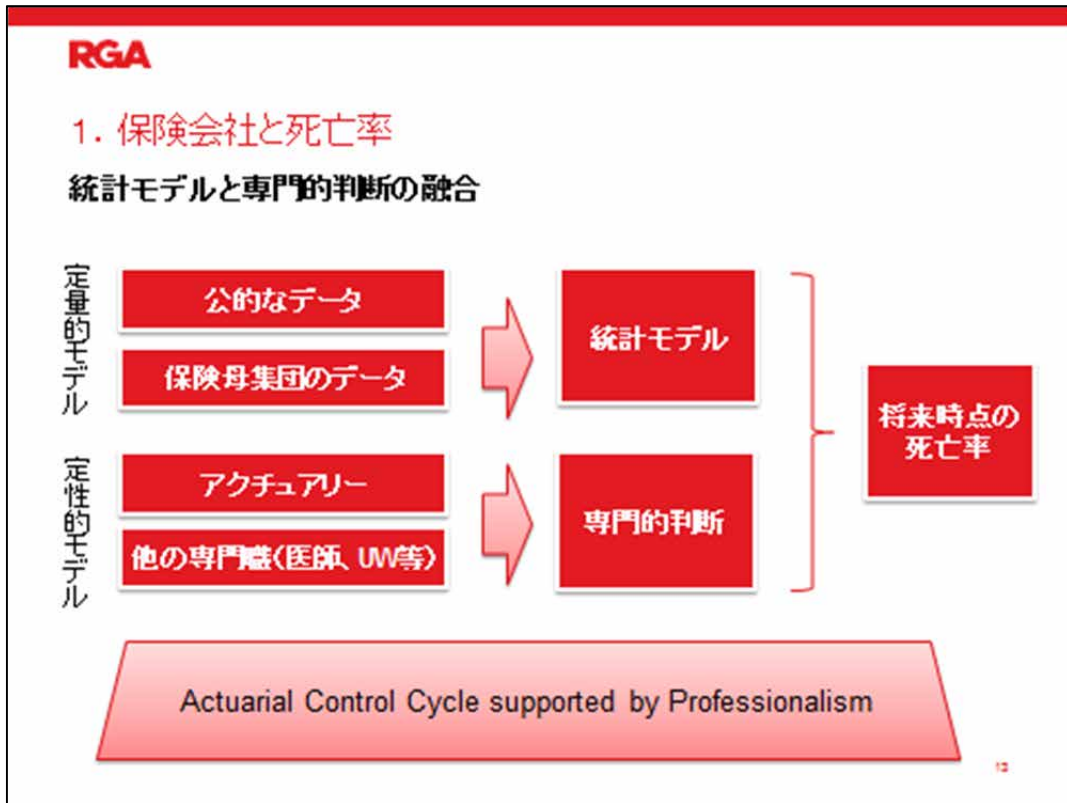 RGA
1. 保険会社と死亡率
統計モデルと専門的判断の融合
定量的モデル
公的なデータ
保険母集団のデータ
統計モデル
定性的モデル
アクチュアリー
他の専門職(医師、UW等)
専門的判断
将来時点の
死亡率
Actuarial Control Cycle supported by Professionalism